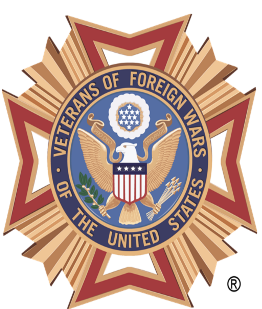 VETERANS OF FOREIGN WARS
· OF THE UNITED STATES ·
®